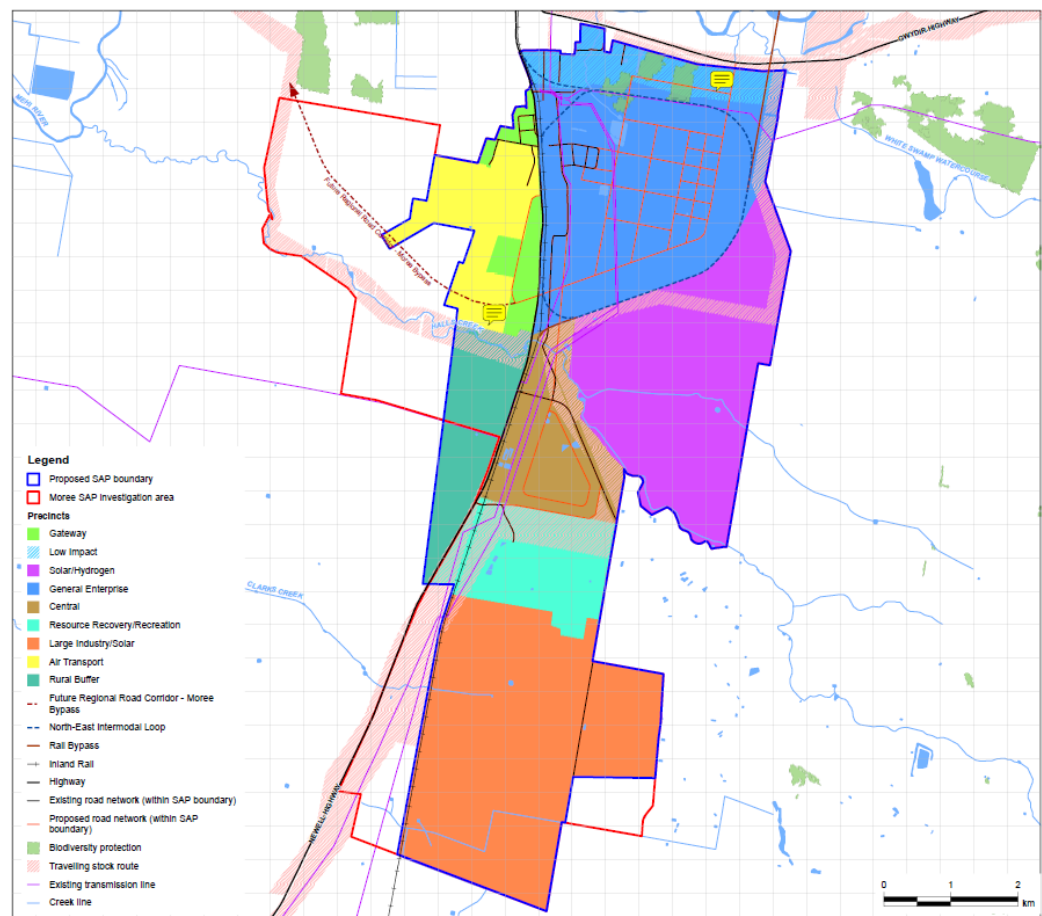 GWYDIR HIGHWAY
MEHI RIVER
WHITE SWAMP WATERCOURSE
Future Regional Road Corridor - Moree Bypass
HALLS CREEK
Legend
Proposed SAP boundary
Moree SAP Investigation area
Precincts
Gateway
Low Impact
Solar/Hydrogen
General Enterprise
Central
Resource Recovery/Recreation
Large Industry/Solar
Air Transport
Rural Buffer
Future Regional Road Corridor - Moree
Bypass
North-East Intermodal Loop
Rail Bypass
Inland Rail
Highway
Existing road network (within SAP boundary)
Proposed road network (within SAP
boundary)
Biodiversity protection
Travelling stock route
Existing transmission line
Creek line
CLARKS CREEK
NEWELL HIGHWAY
0 1 2
km